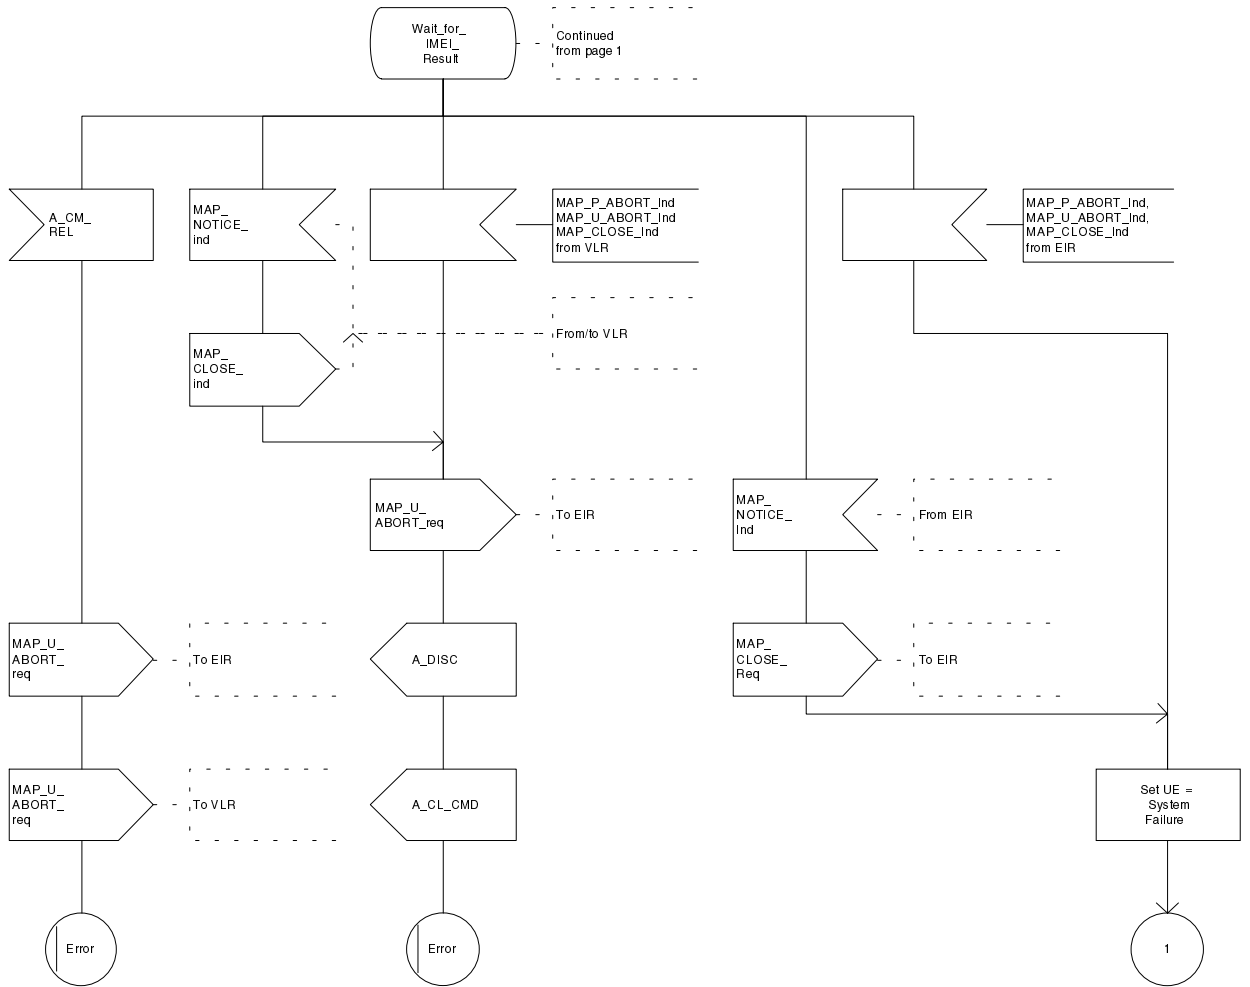 Wait_for_
IMEI_
Result
Continued
from page 1
A_CM_
REL
MAP_
NOTICE_
ind
MAP_P_ABORT_Ind
MAP_U_ABORT_Ind
MAP_CLOSE_Ind
from VLR
MAP_P_ABORT_Ind,
MAP_U_ABORT_Ind,
MAP_CLOSE_Ind
from EIR
MAP_
CLOSE_
ind
From/to VLR
MAP_U_
ABORT_req
To EIR
MAP_
NOTICE_
Ind
From EIR
MAP_U_
ABORT_
req
To EIR
A_DISC
MAP_
CLOSE_
Req
To EIR
MAP_U_
ABORT_
req
To VLR
A_CL_CMD
Set UE =
System
Failure
Error
Error
1